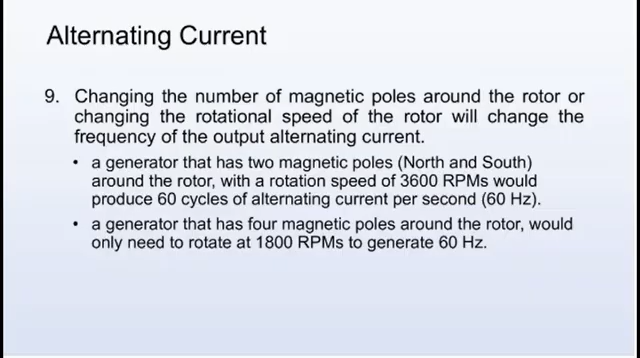 Alternating Current
9. Changing the number of magnetic poles around the rotor or
changing the rotational speed of the rotor will change the
frequency of the output alternating current.
• a generator that has two magnetic poles (North and South)
around the rotor, with a rotation speed of 3600 RPMs would
produce 60 cycles of alternating current per second (60 Hz).
• a generator that has four magnetic poles around the rotor, would
only need to rotate at 1800 RPMs to generate 60 Hz.